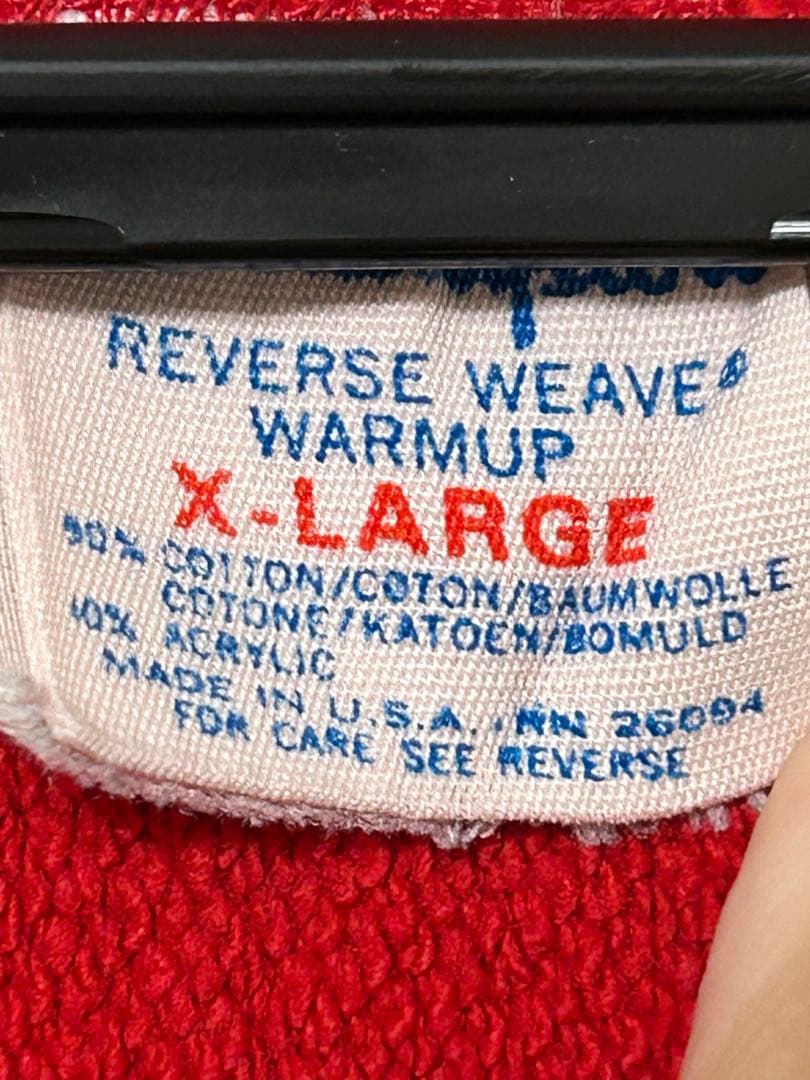 REVERSE WEAVE®
WARMUP
X-LARGE
90% COTTON/COTON/BAUMWOLLE
COTONE/KATOEN/BOMULD
10% ACRYLIC
MADE IN U.S.A. RN 26094
FOR CARE SEE REVERSE